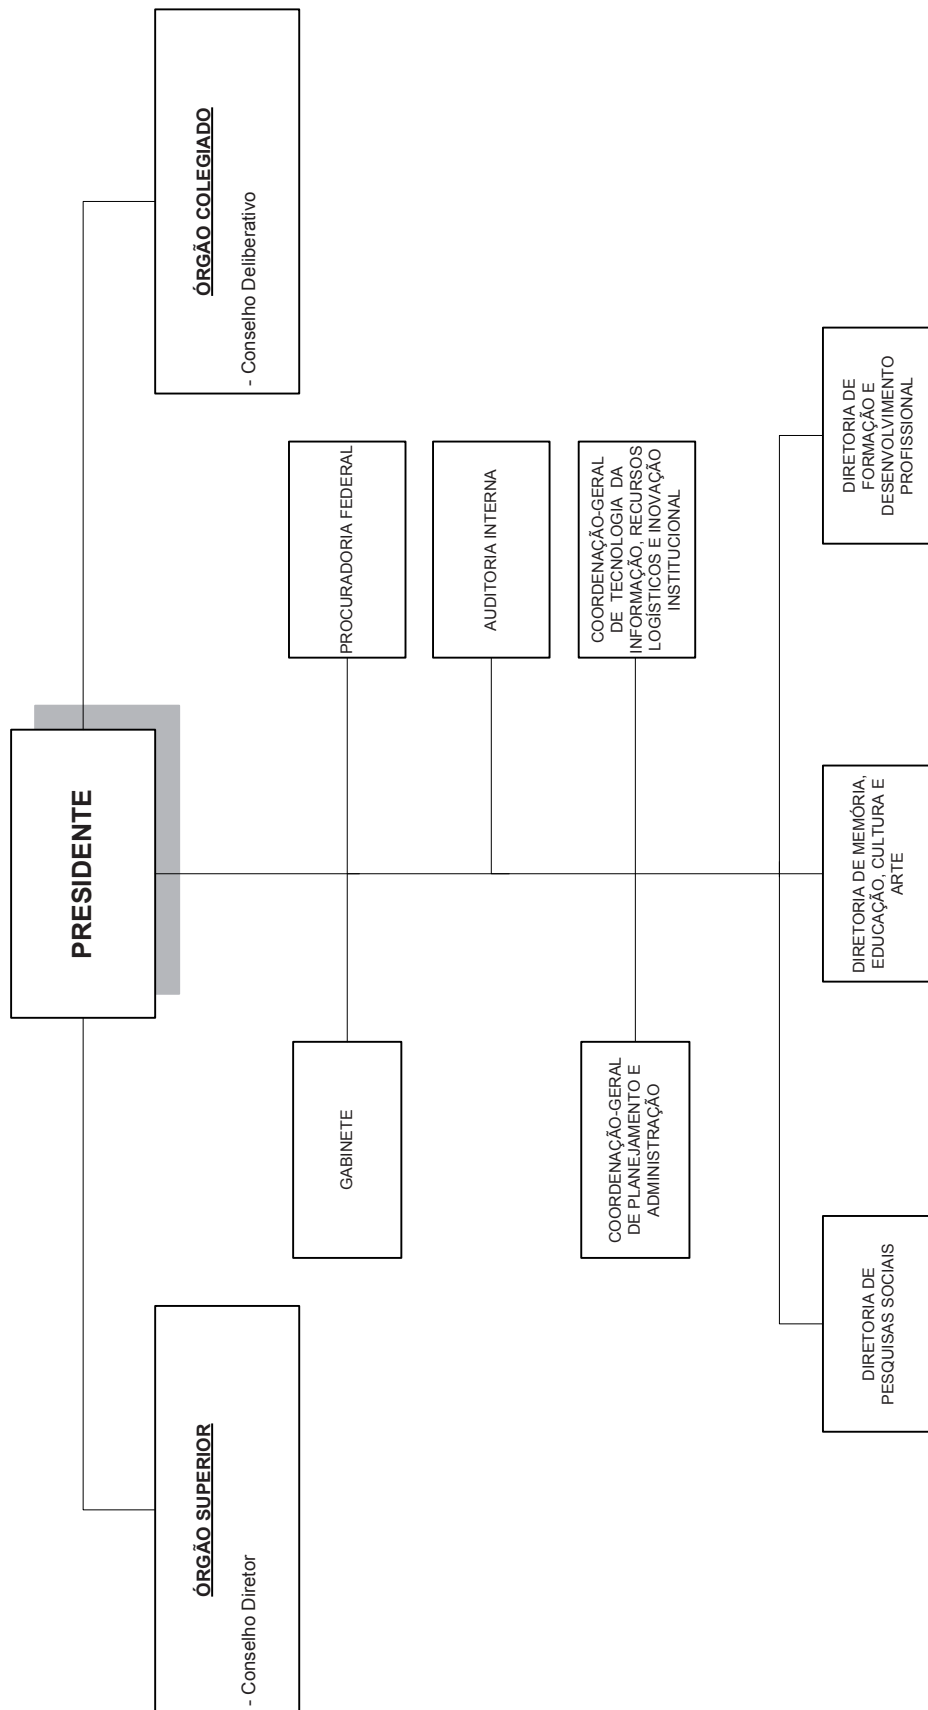 PRESIDENTE
ÓRGÃO SUPERIOR
- Conselho Diretor
ÓRGÃO COLEGIADO
- Conselho Deliberativo
GABINETE
PROCURADORIA FEDERAL
AUDITORIA INTERNA
COORDENAÇÃO-GERAL
DE PLANEJAMENTO E
ADMINISTRAÇÃO
COORDENAÇÃO-GERAL
DE TECNOLOGIA DA
INFORMAÇÃO, RECURSOS
LOGÍSTICOS E INOVAÇÃO
INSTITUCIONAL
DIRETORIA DE
PESQUISAS SOCIAIS
DIRETORIA DE MEMÓRIA,
EDUCAÇÃO, CULTURA E
ARTE
DIRETORIA DE
FORMAÇÃO E
DESENVOLVIMENTO
PROFISSIONAL